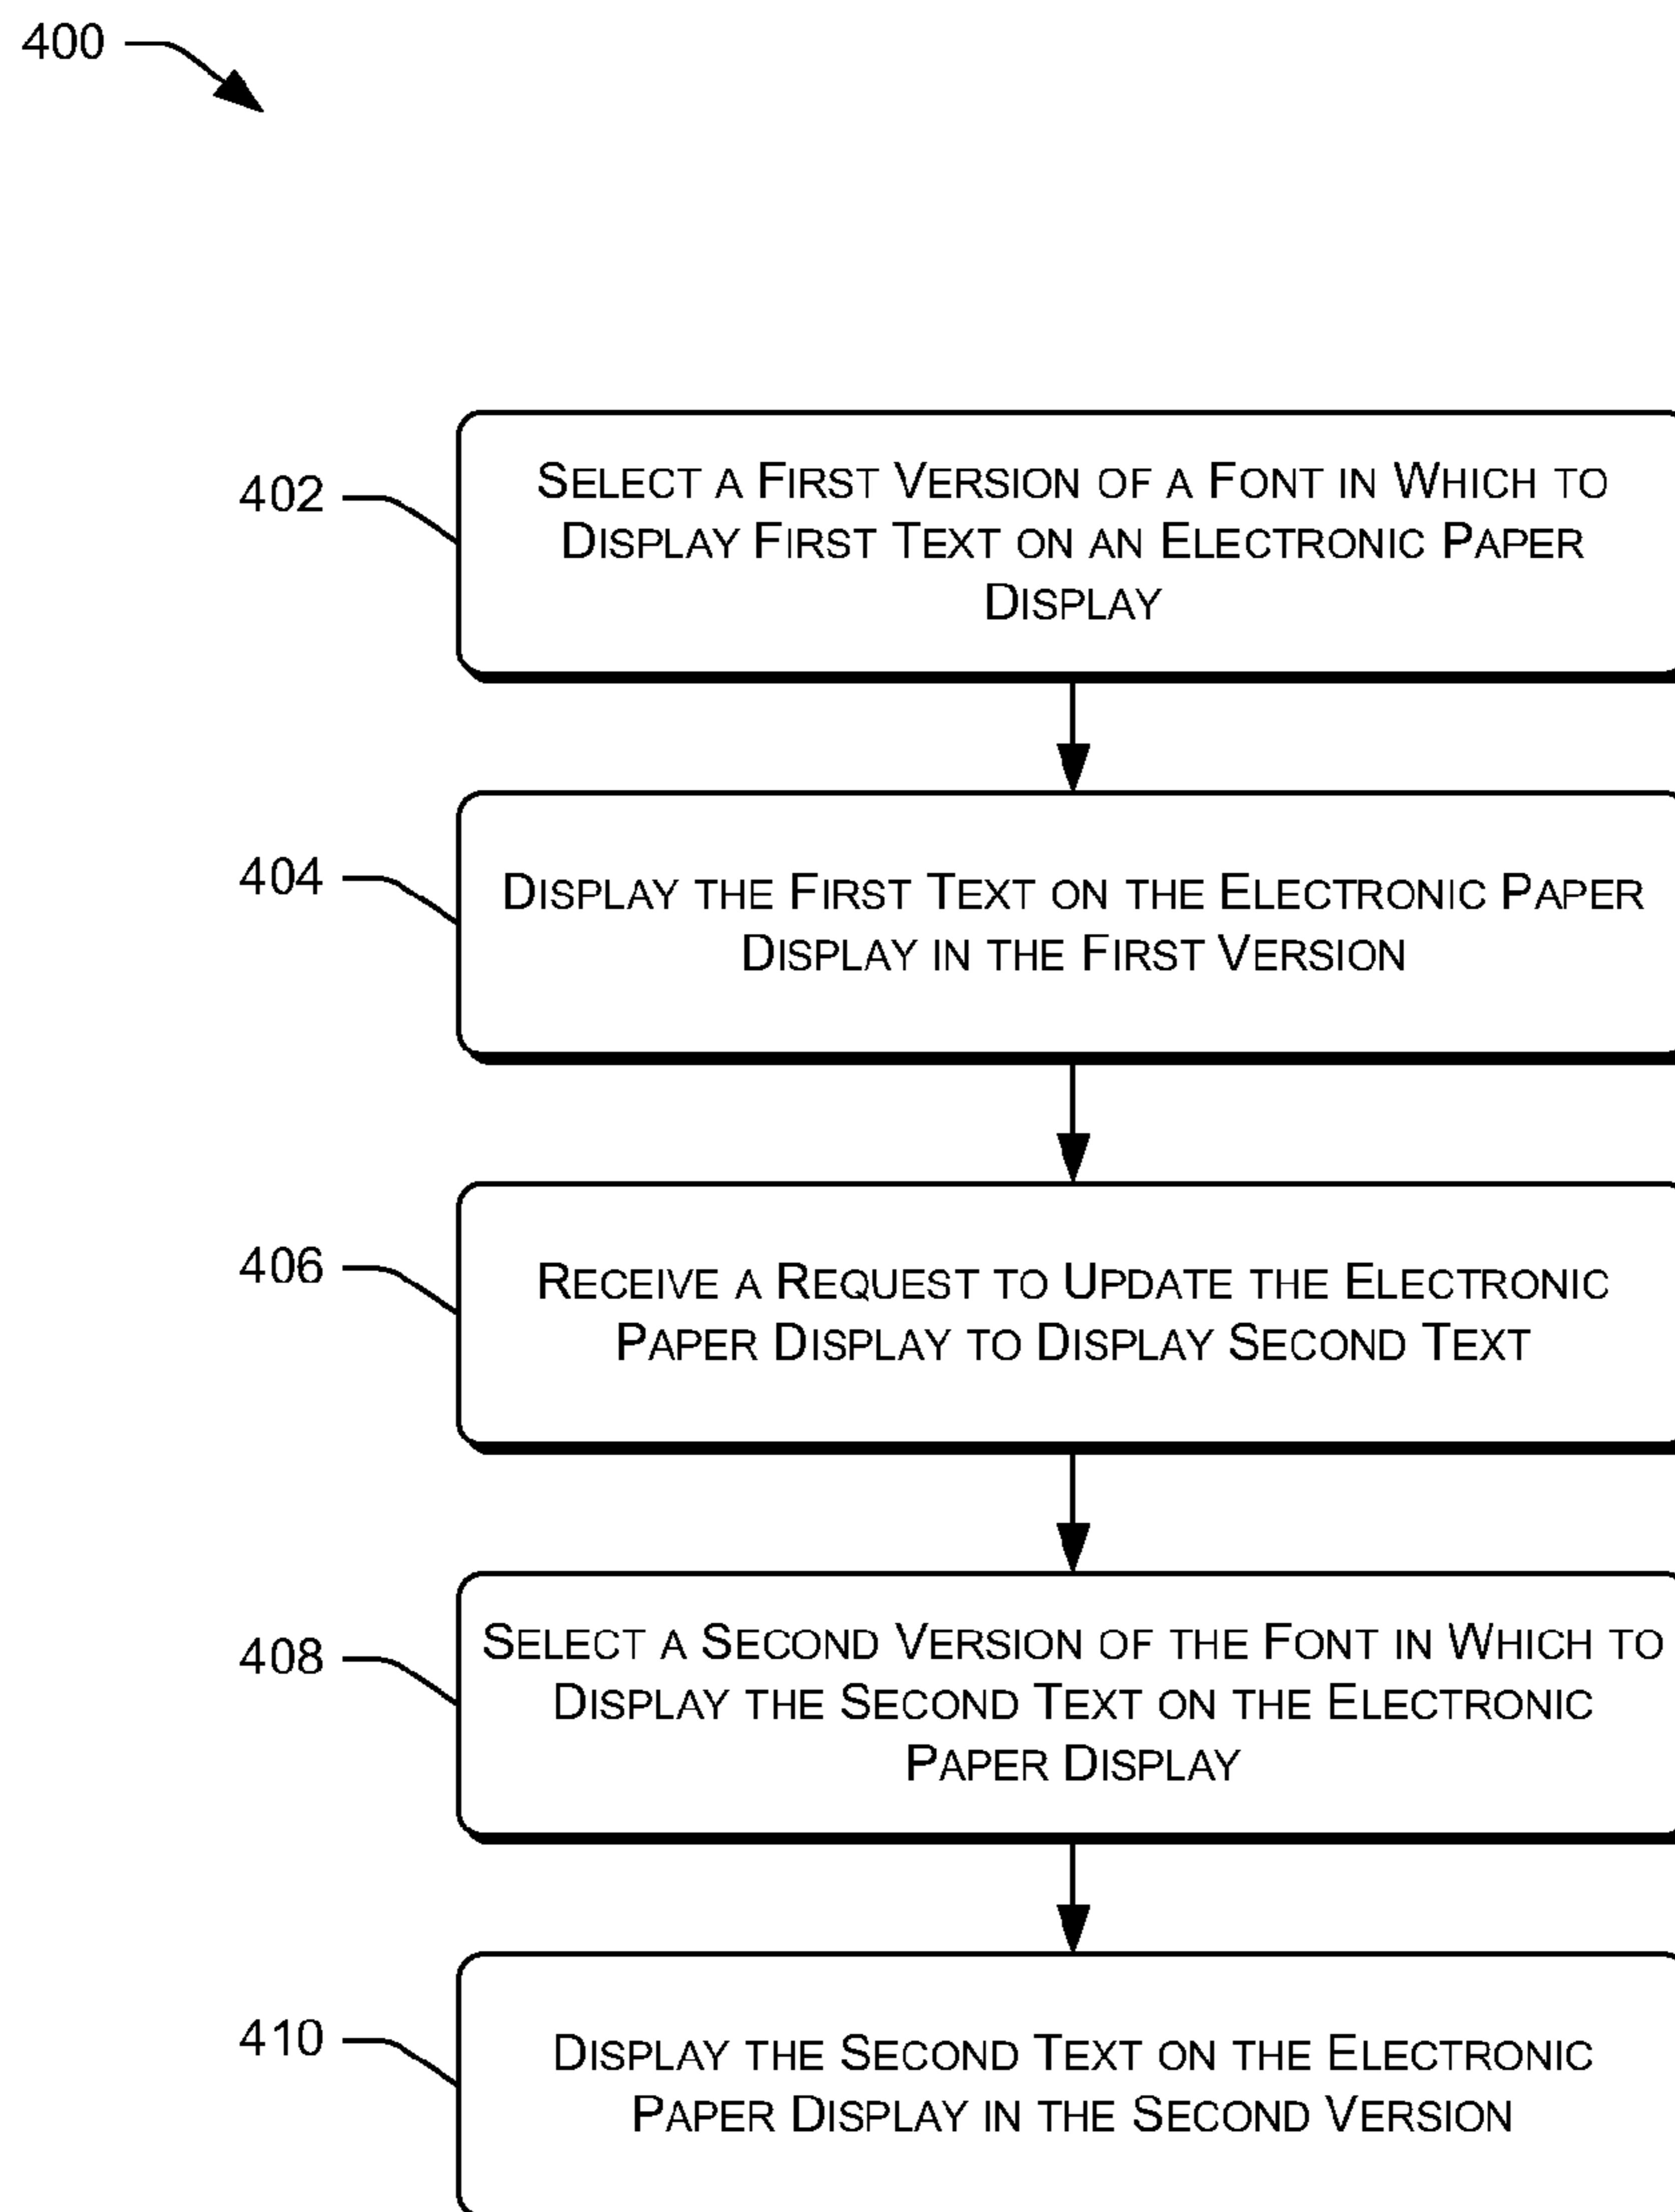 400
402
SELECT A FIRST VERSION OF A FONT IN WHICH TO
DISPLAY FIRST TEXT ON AN ELECTRONIC PAPER
DISPLAY
404
DISPLAY THE FIRST TEXT ON THE ELECTRONIC PAPER
DISPLAY IN THE FIRST VERSION
406
RECEIVE A REQUEST TO UPDATE THE ELECTRONIC
PAPER DISPLAY TO DISPLAY SECOND TEXT
408
SELECT A SECOND VERSION OF THE FONT IN WHICH TO
DISPLAY THE SECOND TEXT ON THE ELECTRONIC
PAPER DISPLAY
410
DISPLAY THE SECOND TEXT ON THE ELECTRONIC
PAPER DISPLAY IN THE SECOND VERSION